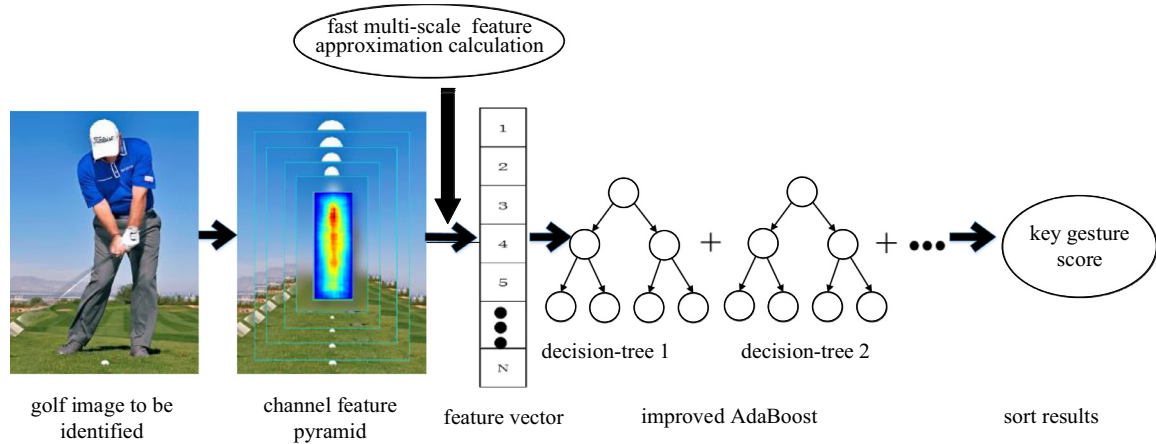 fast multi-scale feature
approximation calculation
Titleist
1
2
3
4
5
N
+
+
key gesture
score
decision-tree 1
decision-tree 2
golf image to be
identified
channel feature
pyramid
feature vector
improved AdaBoost
sort results